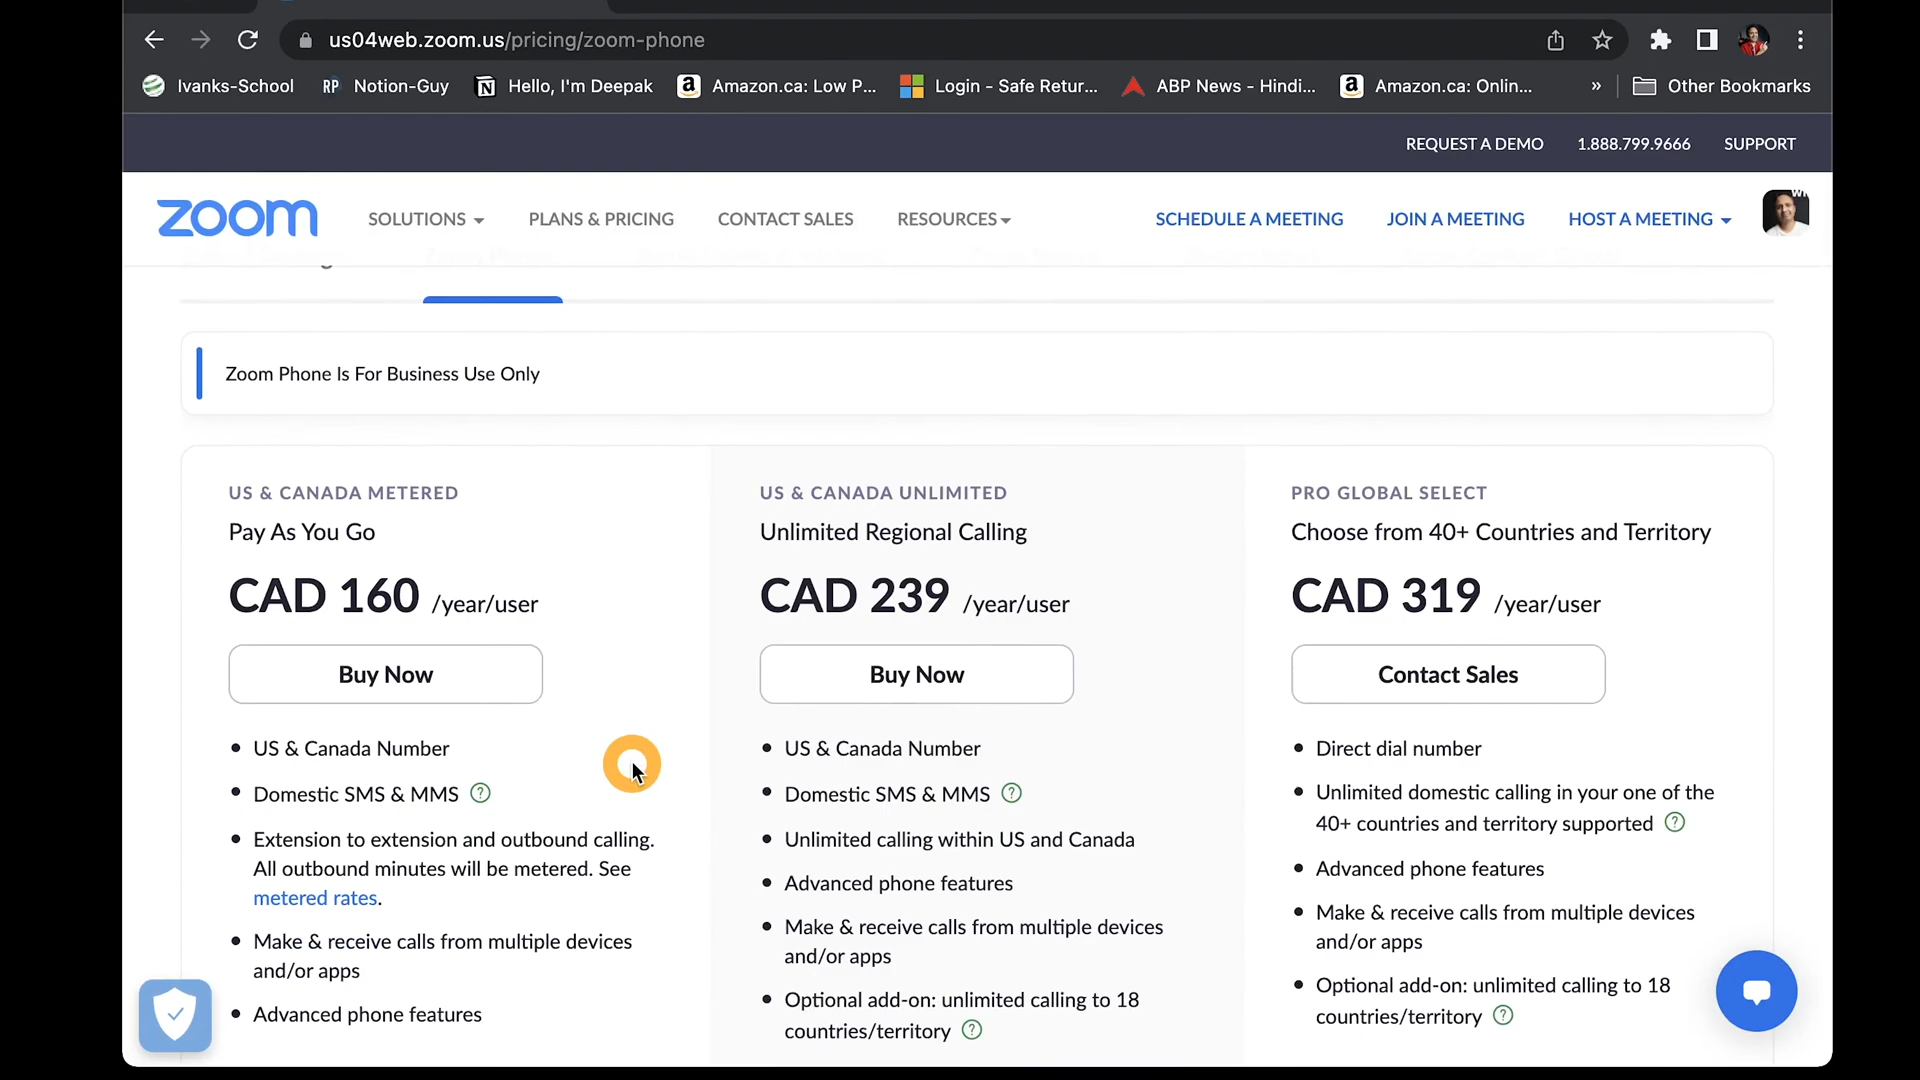 us04web.zoom.us/pricing/zoom-phone
Ivanks-School
RP Notion-Guy
Hello, I'm Deepak
Amazon.ca: Low P...
Login - Safe Retur...
ABP News - Hindi...
Amazon.ca: Onlin...
»
Other Bookmarks
REQUEST A DEMO
1.888.799.9666
SUPPORT
zoom
SOLUTIONS
PLANS & PRICING
CONTACT SALES
RESOURCES
SCHEDULE A MEETING
JOIN A MEETING
HOST A MEETING
Zoom Phone Is For Business Use Only
US & CANADA METERED
Pay As You Go
CAD 160 /year/user
Buy Now
• US & Canada Number
• Domestic SMS & MMS ?
• Extension to extension and outbound calling.
All outbound minutes will be metered. See
metered rates.
• Make & receive calls from multiple devices
and/or apps
• Advanced phone features
US & CANADA UNLIMITED
Unlimited Regional Calling
CAD 239 /year/user
Buy Now
• US & Canada Number
• Domestic SMS & MMS ?
• Unlimited calling within US and Canada
• Advanced phone features
• Make & receive calls from multiple devices
and/or apps
• Optional add-on: unlimited calling to 18
countries/territory ?
PRO GLOBAL SELECT
Choose from 40+ Countries and Territory
CAD 319 /year/user
Contact Sales
• Direct dial number
• Unlimited domestic calling in your one of the
40+ countries and territory supported ?
• Advanced phone features
• Make & receive calls from multiple devices
and/or apps
• Optional add-on: unlimited calling to 18
countries/territory ?